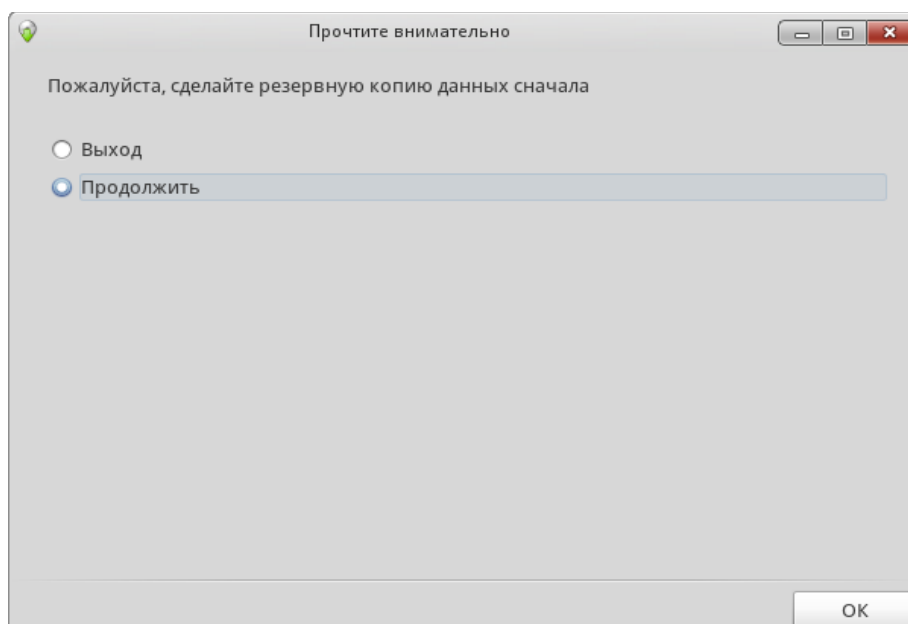 Прочтите внимательно
Пожалуйста, сделайте резервную копию данных сначала
Выход
Продолжить
OK